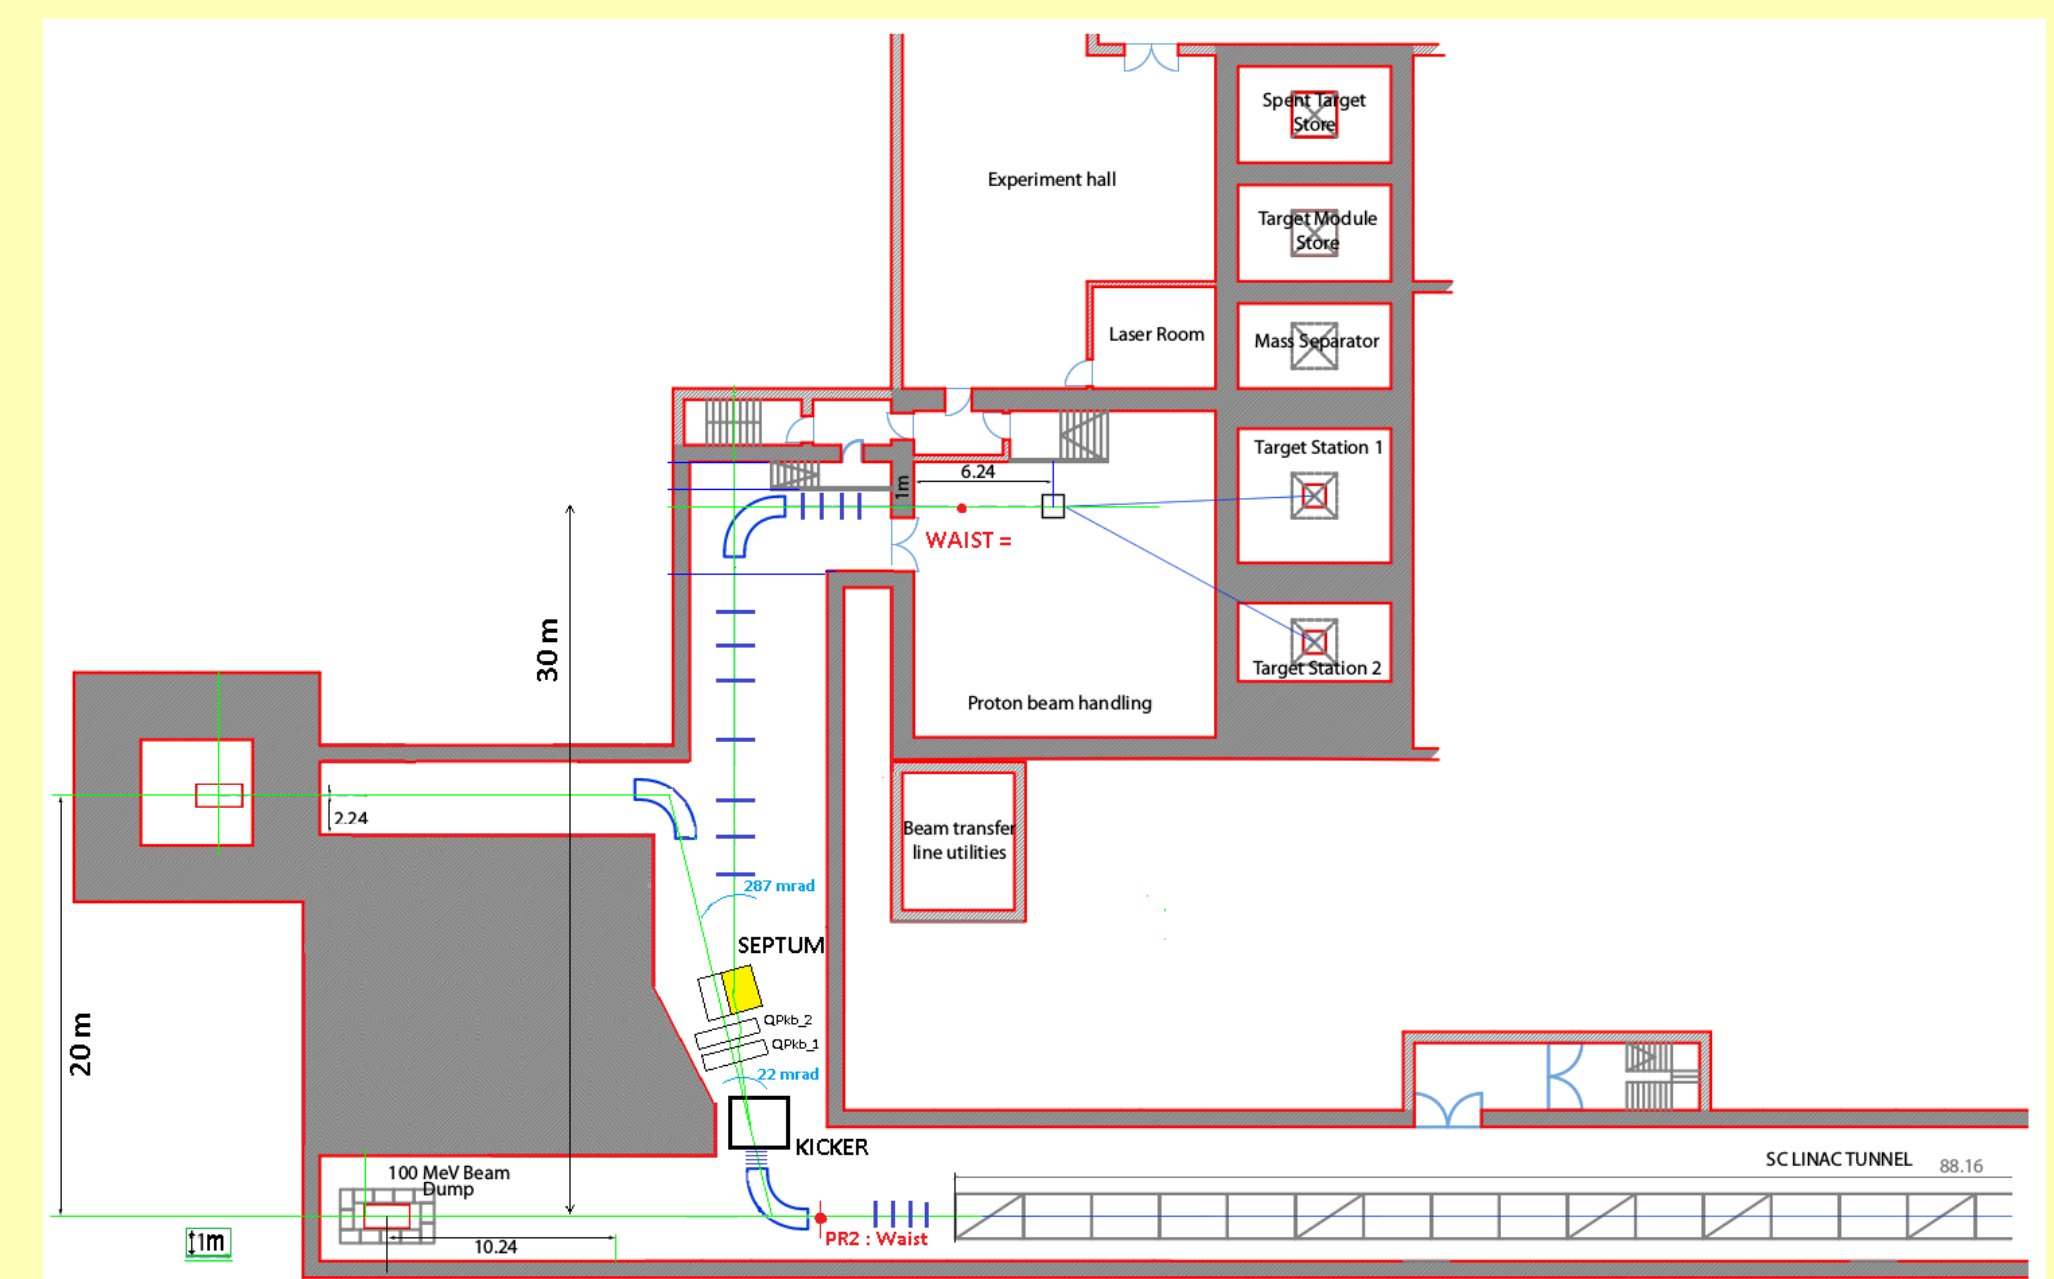 Spent Target
Store
Experiment hall
Target Module
Store
Laser Room
Mass Separator
Target Station 1
6.24
1m
WAIST =
30 m
Target Station 2
Proton beam handling
2.24
Beam transfer
line utilities
287 mrad
SEPTUM
QPkb_2
QPkb_1
20 m
22 mrad
KICKER
SC LINAC TUNNEL
88.16
100 MeV Beam
Dump
PR2 : Waist
1m
10.24